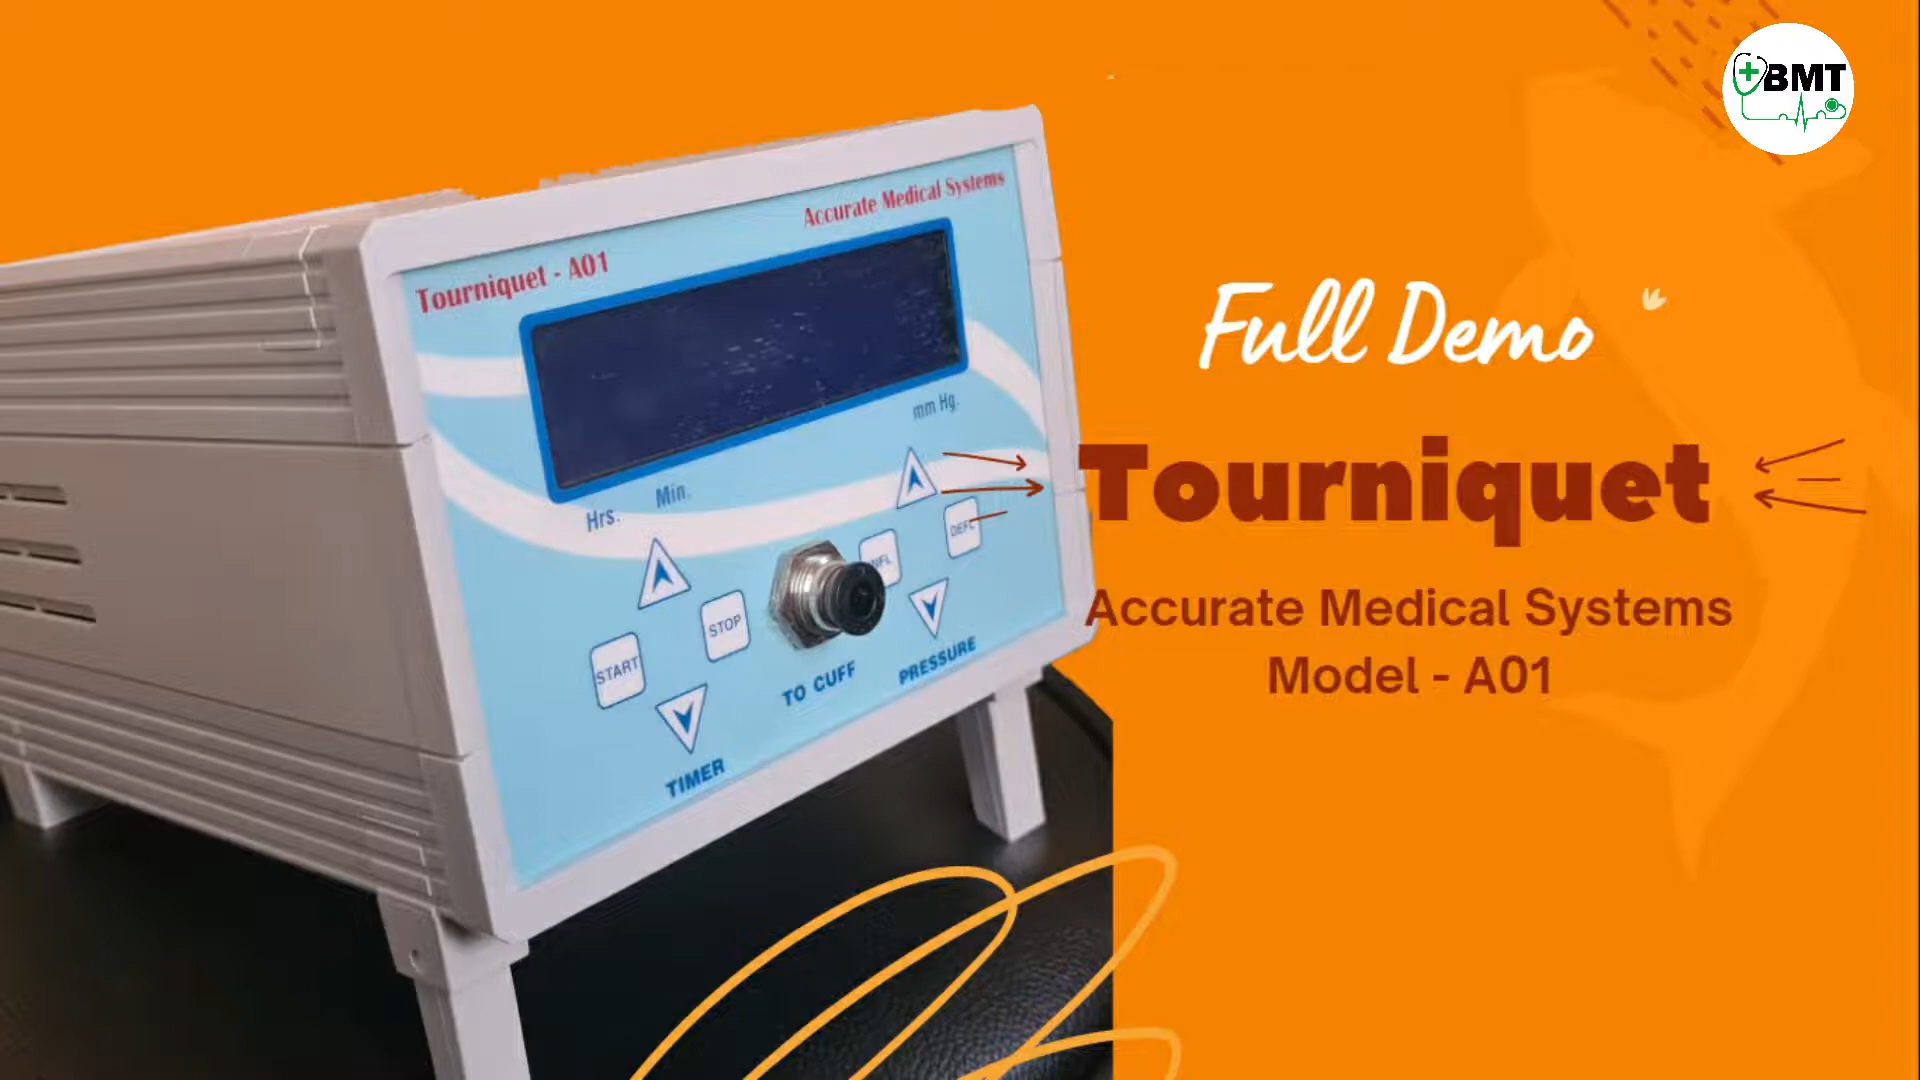 BMT
Accurate Medical Systems
Tourniquet - A01
mm Hg.
Hrs. Min.
START
STOP
TIMER
TO CUFF
DEFL
PRESSURE
Full Demo
Tourniquet
Accurate Medical Systems
Model - A01